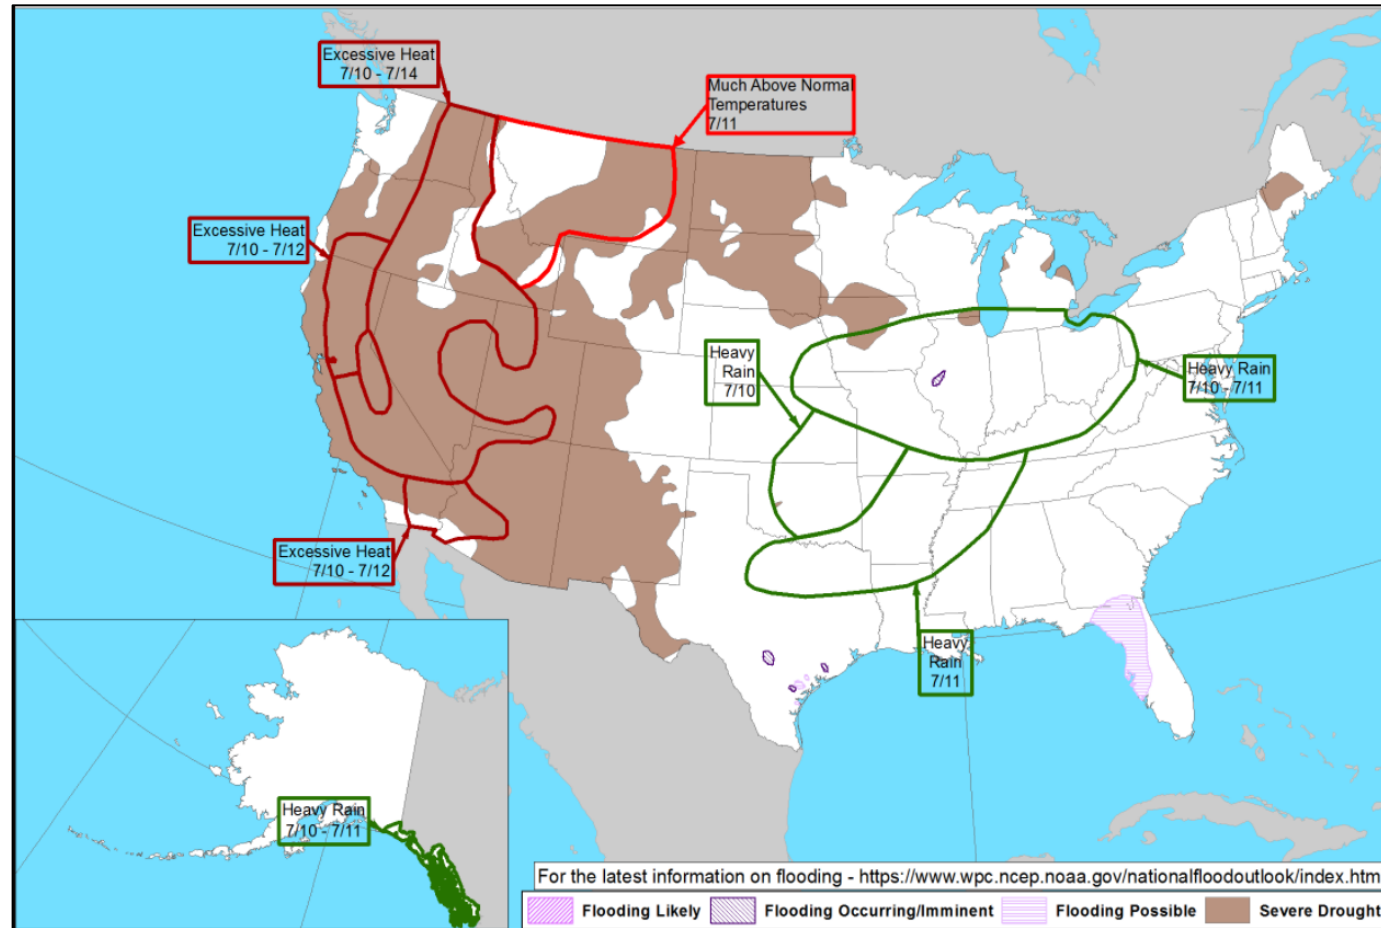 Excessive Heat
7/10 - 7/14
Much Above Normal
Temperatures
7/11
Excessive Heat
7/10 - 7/12
Heavy
Rain
7/10
Heavy Rain
7/10 - 7/11
Excessive Heat
7/10 - 7/12
Heavy
Rain
7/11
Heavy Rain
7/10 - 7/11
For the latest information on flooding - https://www.wpc.ncep.noaa.gov/nationalfloodoutlook/index.htm
Flooding Likely
Flooding Occurring/Imminent
Flooding Possible
Severe Drought